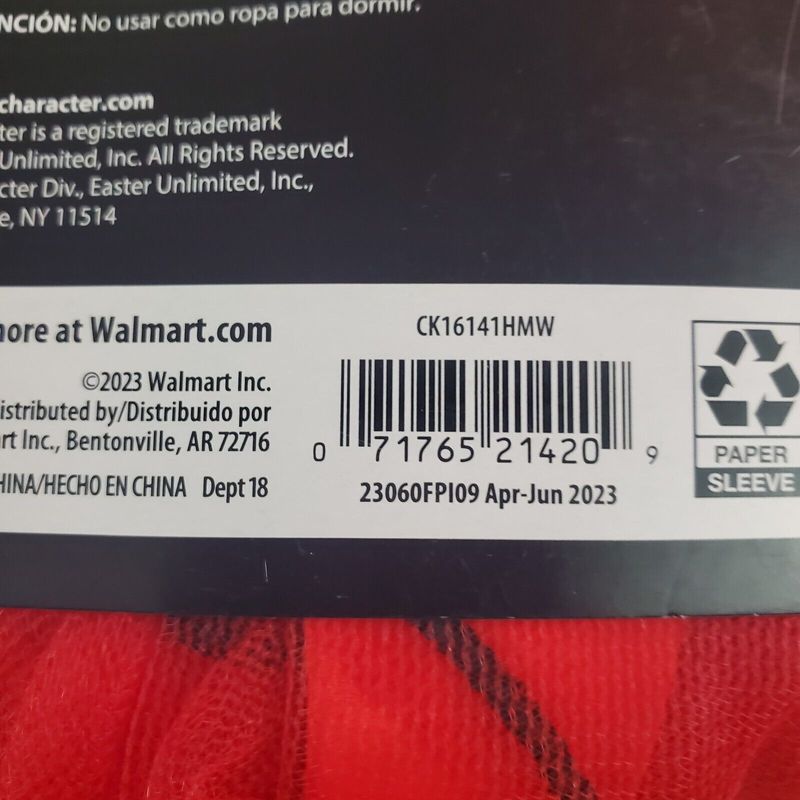 NCIÓN: No usar como ropa para dormir.
character.com
ter is a registered trademark
Unlimited, Inc. All Rights Reserved.
cter Div., Easter Unlimited, Inc.,
e, NY 11514
more at Walmart.com
©2023 Walmart Inc.
istributed by/Distribuido por
rt Inc., Bentonville, AR 72716
HINA/HECHO EN CHINA Dept 18
CK16141HMW
0 71765 21420 9
23060FPI09 Apr-Jun 2023
PAPER
SLEEVE